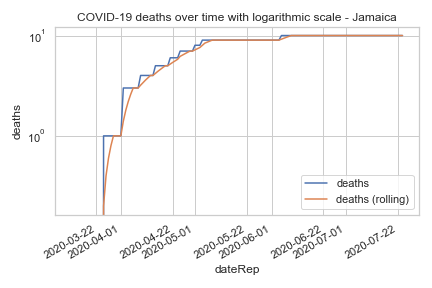 COVID-19 deaths over time with logarithmic scale - Jamaica
10¹
10⁰
deaths
deaths
deaths (rolling)
2020-03-22
2020-04-01
2020-04-22
2020-05-01
2020-05-22
2020-06-01
2020-06-22
2020-07-01
2020-07-22
dateRep